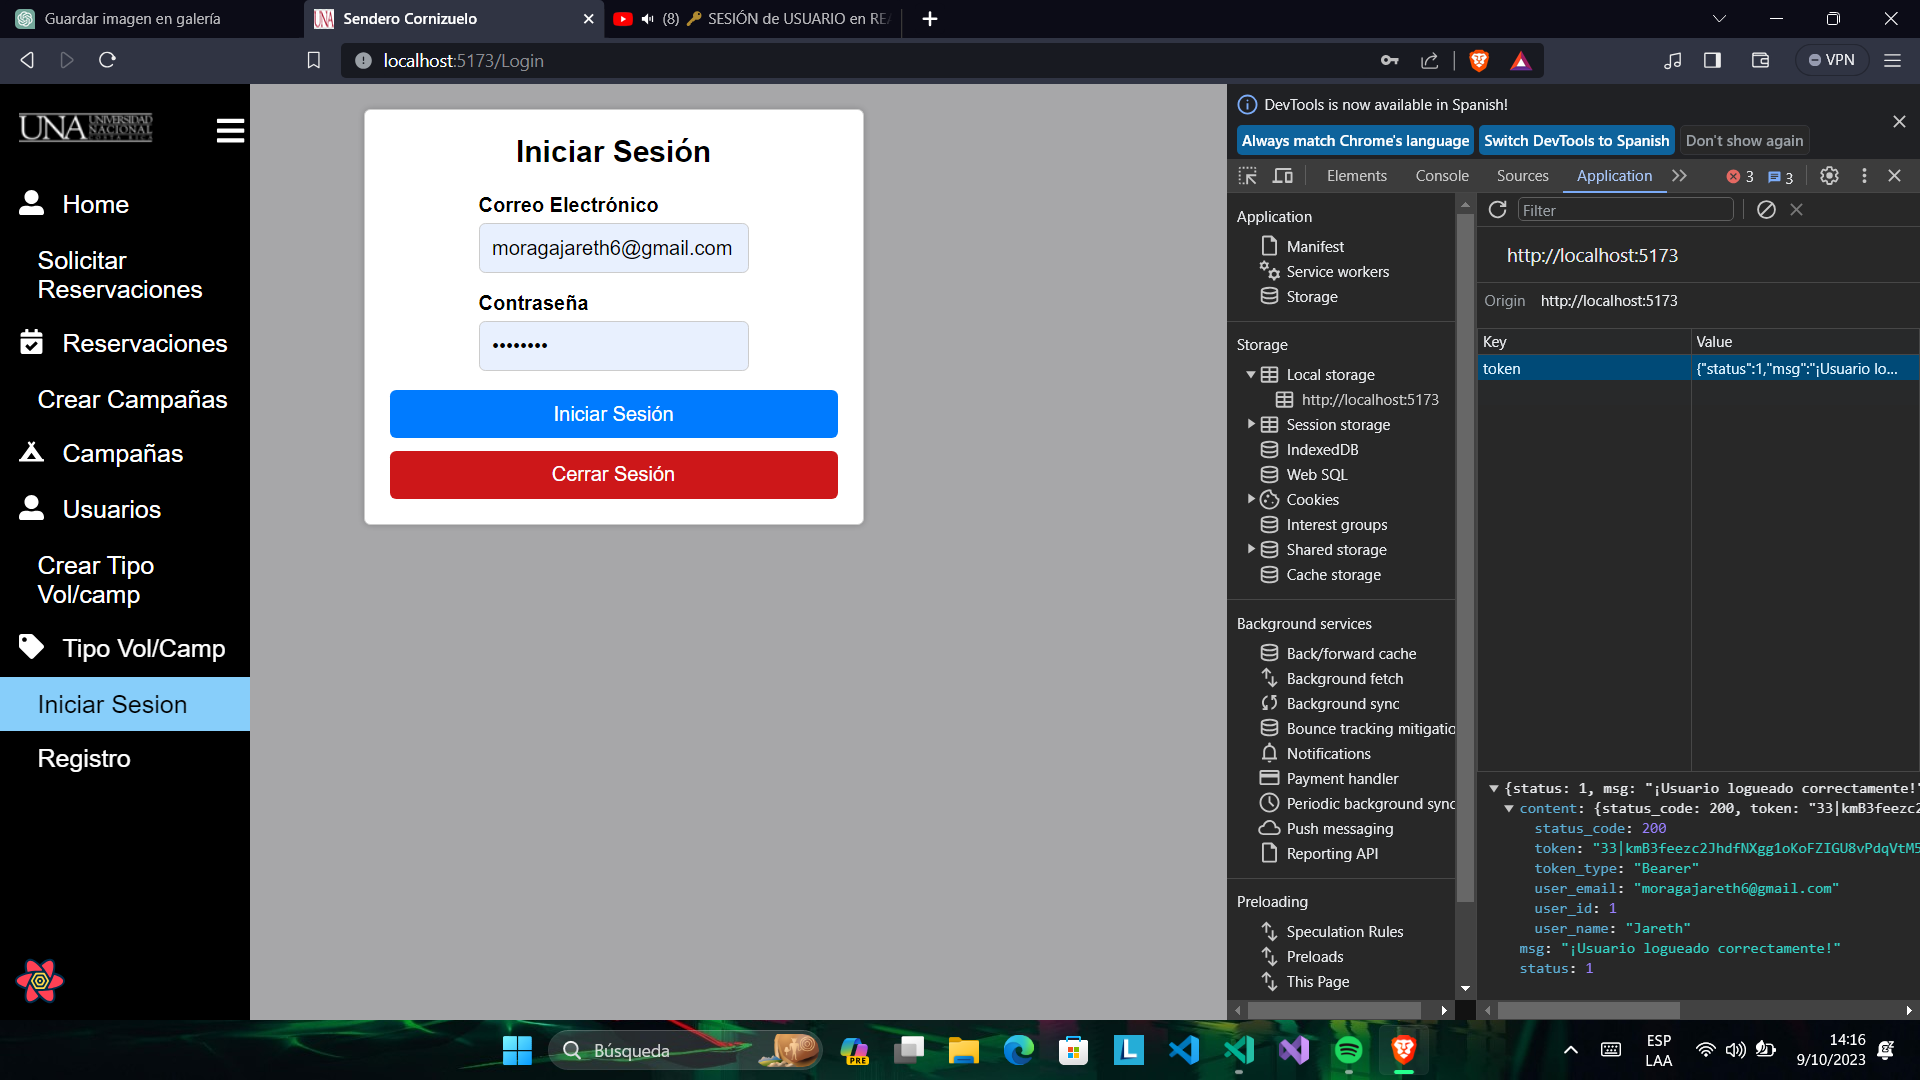 Guardar imagen en galería
Sendero Cornizuelo
(8) 🔑 SESIÓN de USUARIO en REA
localhost:5173/Login
VPN
UNA UNIVERSIDAD
NACIONAL
COSTA RICA
Home
Solicitar
Reservaciones
Reservaciones
Crear Campañas
Campañas
Usuarios
Crear Tipo
Vol/camp
Tipo Vol/Camp
Iniciar Sesion
Registro
Iniciar Sesión
Correo Electrónico
moragajareth6@gmail.com
Contraseña
••••••••
Iniciar Sesión
Cerrar Sesión
DevTools is now available in Spanish!
Always match Chrome's language
Switch DevTools to Spanish
Don't show again
Elements
Console
Sources
Application
3
3
Application
Manifest
Service workers
Storage
Storage
Local storage
http://localhost:5173
Session storage
IndexedDB
Web SQL
Cookies
Interest groups
Shared storage
Cache storage
Background services
Back/forward cache
Background fetch
Background sync
Bounce tracking mitigatio
Notifications
Payment handler
Periodic background sync
Push messaging
Reporting API
Preloading
Speculation Rules
Preloads
This Page
Filter
http://localhost:5173
Origin http://localhost:5173
Key Value
token {"status":1,"msg":"¡Usuario lo...
{status: 1, msg: "¡Usuario logueado correctamente!"
content: {status_code: 200, token: "33|kmB3feezc2
status_code: 200
token: "33|kmB3feezc2JhdfNXgg1oKoFZIGU8vPdqVtM5
token_type: "Bearer"
user_email: "moragajareth6@gmail.com"
user_id: 1
user_name: "Jareth"
msg: "¡Usuario logueado correctamente!"
status: 1
Búsqueda
PRE
L
ESP
LAA
14:16
9/10/2023